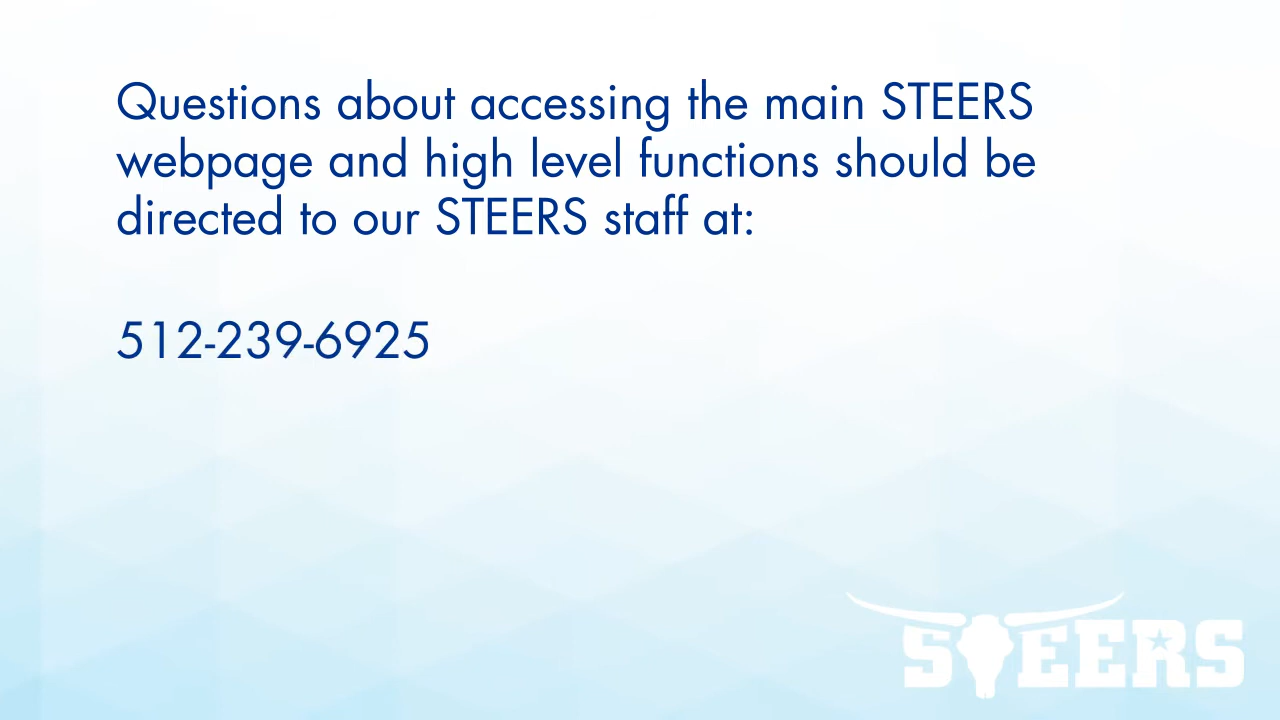 Questions about accessing the main STEERS
webpage and high level functions should be
directed to our STEERS staff at:
512-239-6925
STEERS